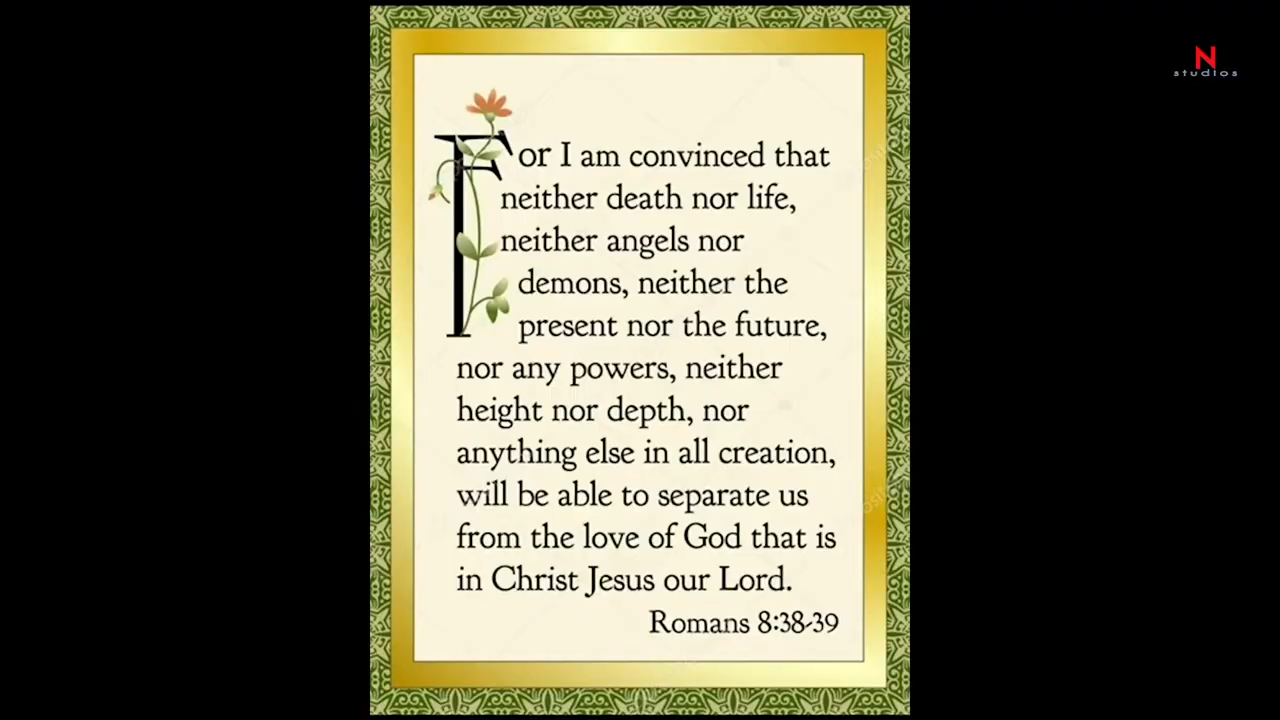 N
studios
For I am convinced that
neither death nor life,
neither angels nor
demons, neither the
present nor the future,
nor any powers, neither
height nor depth, nor
anything else in all creation,
will be able to separate us
from the love of God that is
in Christ Jesus our Lord.
Romans 8:38-39